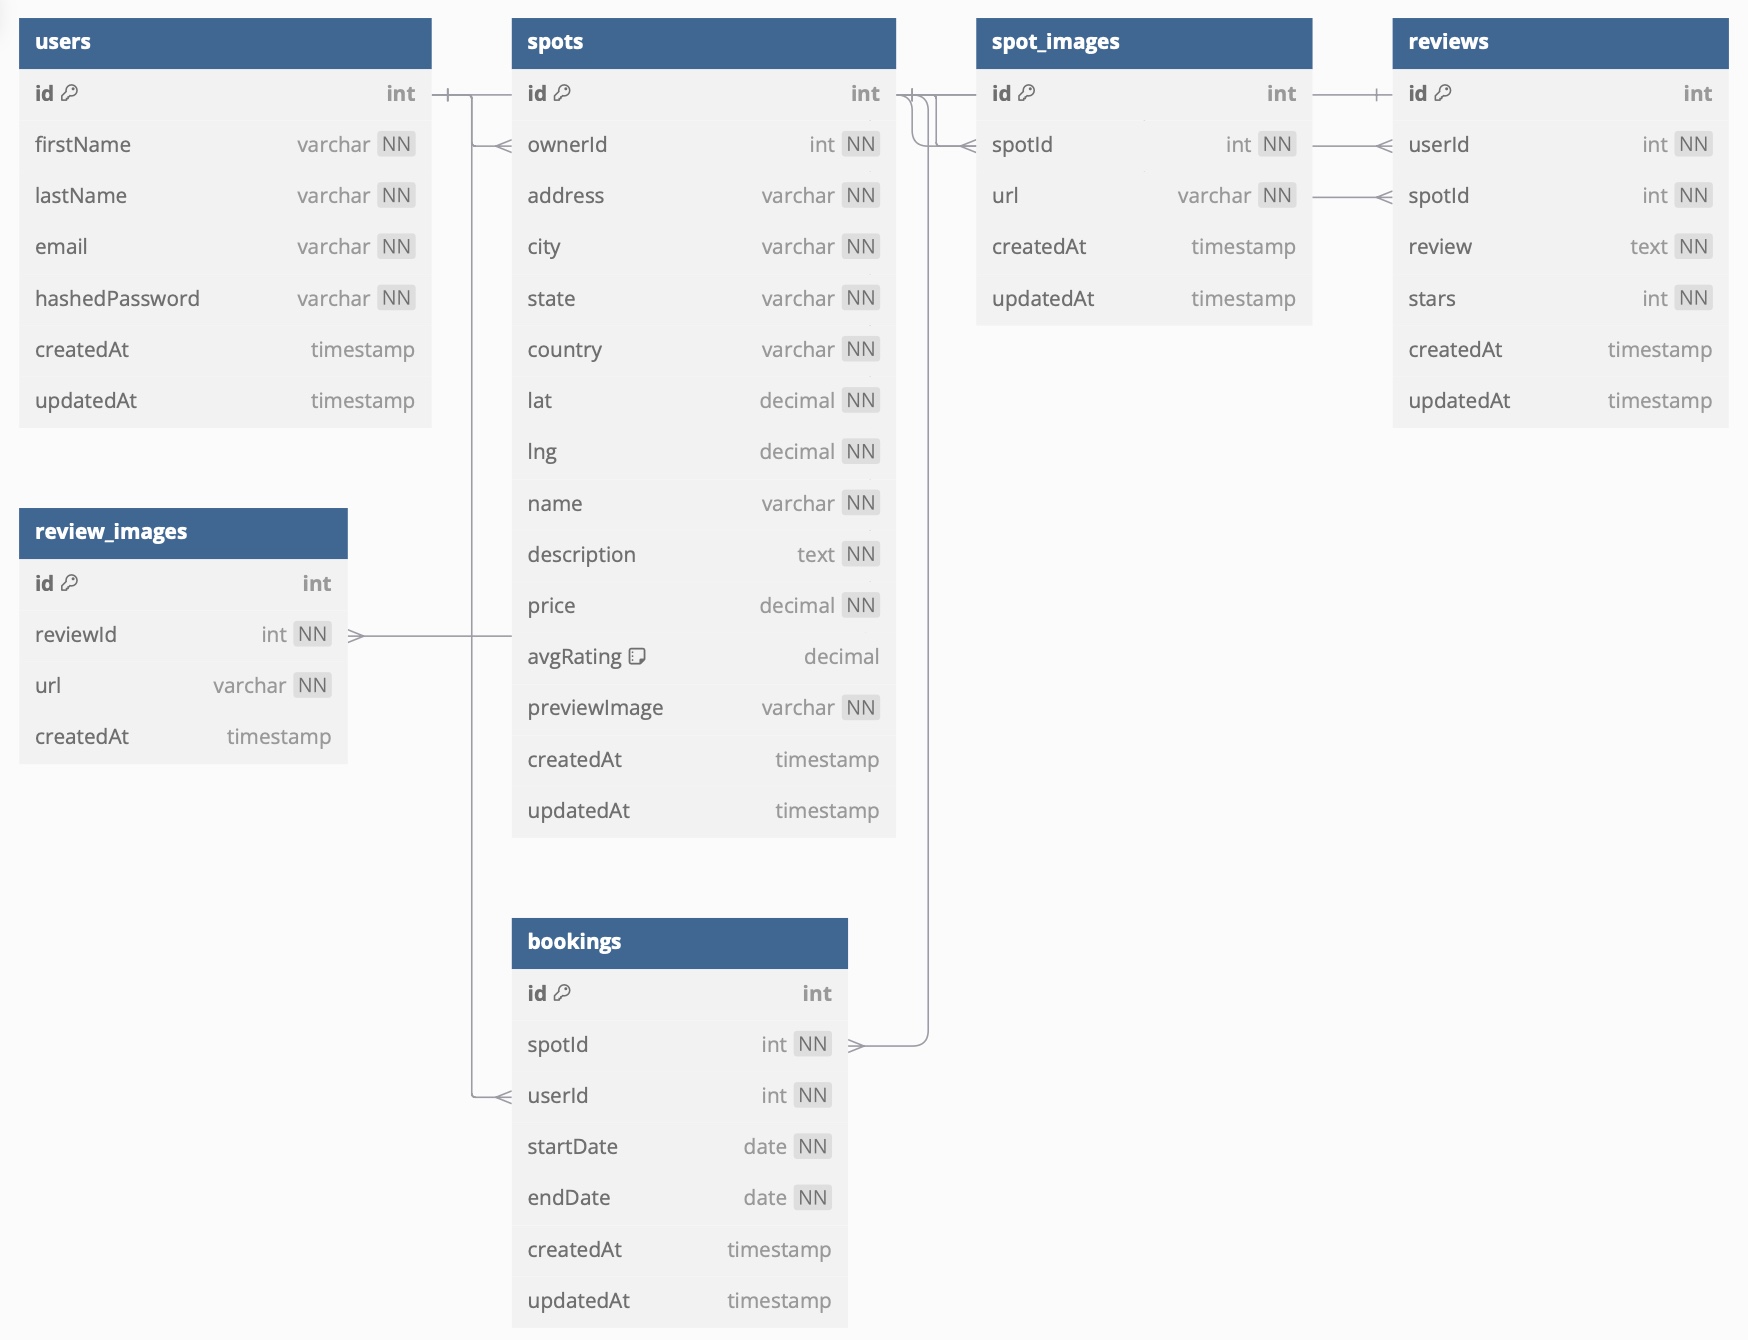 users
id int
firstName varchar NN
lastName varchar NN
email varchar NN
hashedPassword varchar NN
createdAt timestamp
updatedAt timestamp
spots
id int
ownerId int NN
address varchar NN
city varchar NN
state varchar NN
country varchar NN
lat decimal NN
lng decimal NN
name varchar NN
description text NN
price decimal NN
avgRating decimal
previewImage varchar NN
createdAt timestamp
updatedAt timestamp
spot_images
id int
spotId int NN
url varchar NN
createdAt timestamp
updatedAt timestamp
reviews
id int
userId int NN
spotId int NN
review text NN
stars int NN
createdAt timestamp
updatedAt timestamp
review_images
id int
reviewId int NN
url varchar NN
createdAt timestamp
bookings
id int
spotId int NN
userId int NN
startDate date NN
endDate date NN
createdAt timestamp
updatedAt timestamp